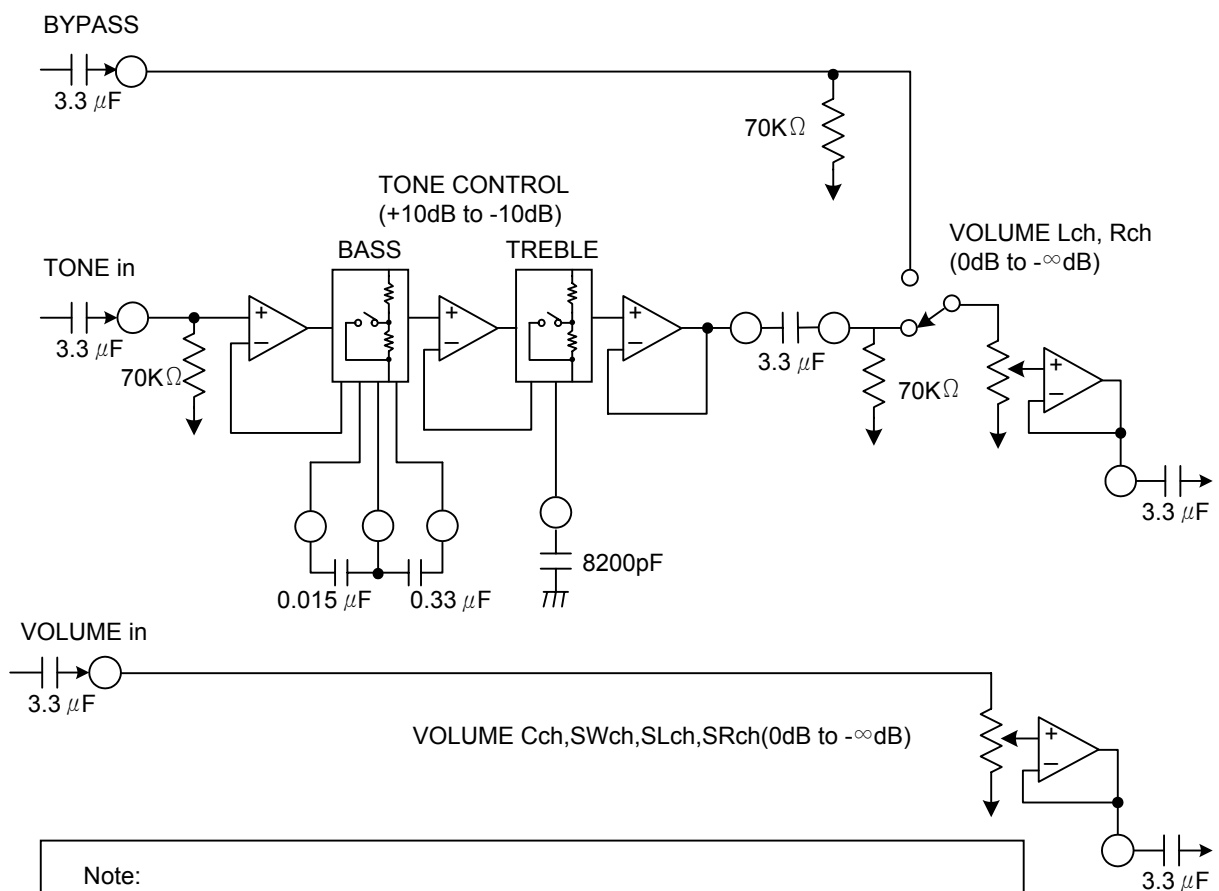 BYPASS
3.3 μF
70KΩ
TONE CONTROL
(+10dB to -10dB)
BASS
TREBLE
VOLUME Lch, Rch
(0dB to -∞dB)
TONE in
+
−
+
−
+
−
3.3 μF
70KΩ
3.3 μF
70KΩ
+
−
3.3 μF
8200pF
0.015 μF
0.33 μF
VOLUME in
3.3 μF
VOLUME Cch,SWch,SLch,SRch(0dB to -∞dB)
+
−
3.3 μF
Note: